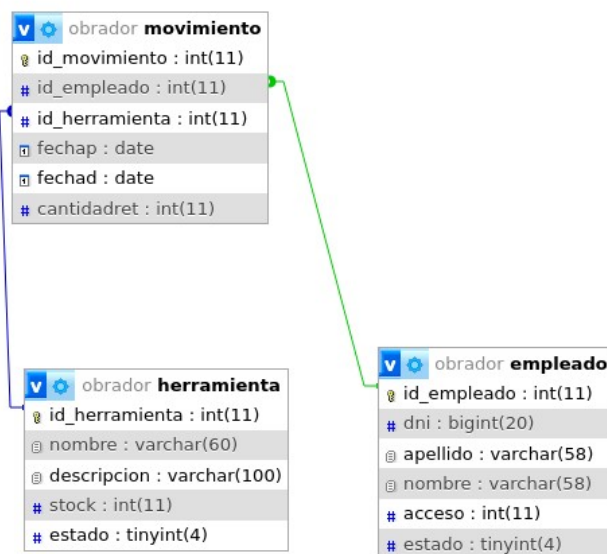 v obrador movimiento
id_movimiento : int(11)
# id_empleado : int(11)
# id_herramienta : int(11)
fechap : date
fechad : date
# cantidadret : int(11)
v obrador herramienta
id_herramienta : int(11)
nombre : varchar(60)
descripcion : varchar(100)
# stock : int(11)
# estado : tinyint(4)
v obrador empleado
id_empleado : int(11)
# dni : bigint(20)
apellido : varchar(58)
nombre : varchar(58)
# acceso : int(11)
# estado : tinyint(4)